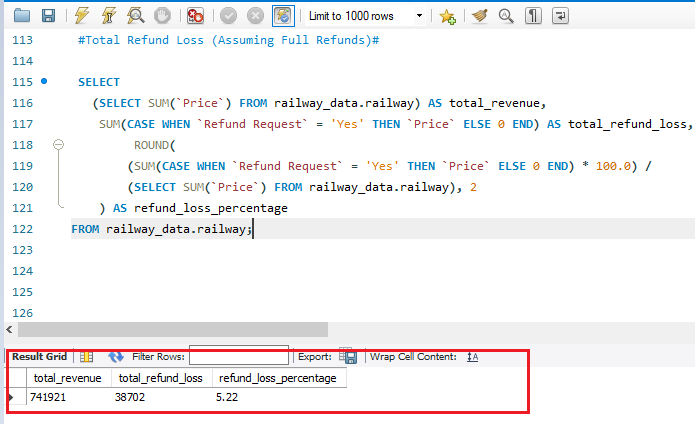 Limit to 1000 rows
113 #Total Refund Loss (Assuming Full Refunds)#
114
115 SELECT
116 (SELECT SUM(`Price`) FROM railway_data.railway) AS total_revenue,
117 SUM(CASE WHEN `Refund Request` = 'Yes' THEN `Price` ELSE 0 END) AS total_refund_loss,
118 ROUND(
119 (SUM(CASE WHEN `Refund Request` = 'Yes' THEN `Price` ELSE 0 END) * 100.0) /
120 (SELECT SUM(`Price`) FROM railway_data.railway), 2
121 ) AS refund_loss_percentage
122 FROM railway_data.railway;
123
124
125
126
Result Grid Filter Rows: Export: Wrap Cell Content:
total_revenue total_refund_loss refund_loss_percentage
741921 38702 5.22